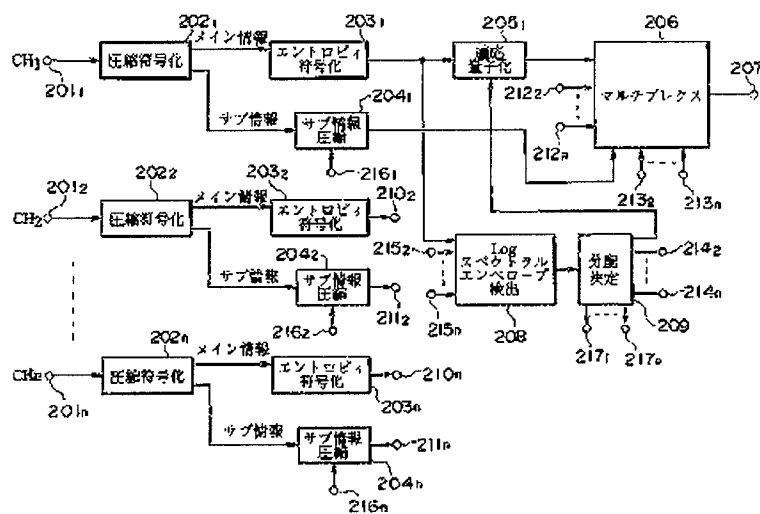 CH1
201₁
202₁
圧縮符号化
メイン情報
203₁
エントロピィ
符号化
サブ情報
204₁
サブ情報
圧縮
216₁
205₁
適応
量子化
206
マルチプレクス
207
212₂
212n
213₂
213n
CH2
201₂
202₂
圧縮符号化
メイン情報
203₂
エントロピィ
符号化
210₂
サブ情報
204₂
サブ情報
圧縮
211₂
216₂
215₂
215n
Log
スペクトラル
エンベロープ
検出
208
分配
決定
209
214₂
214n
217₁
217n
CHn
201n
202n
圧縮符号化
メイン情報
エントロピィ
符号化
203n
210n
サブ情報
サブ情報
圧縮
204n
211n
216n